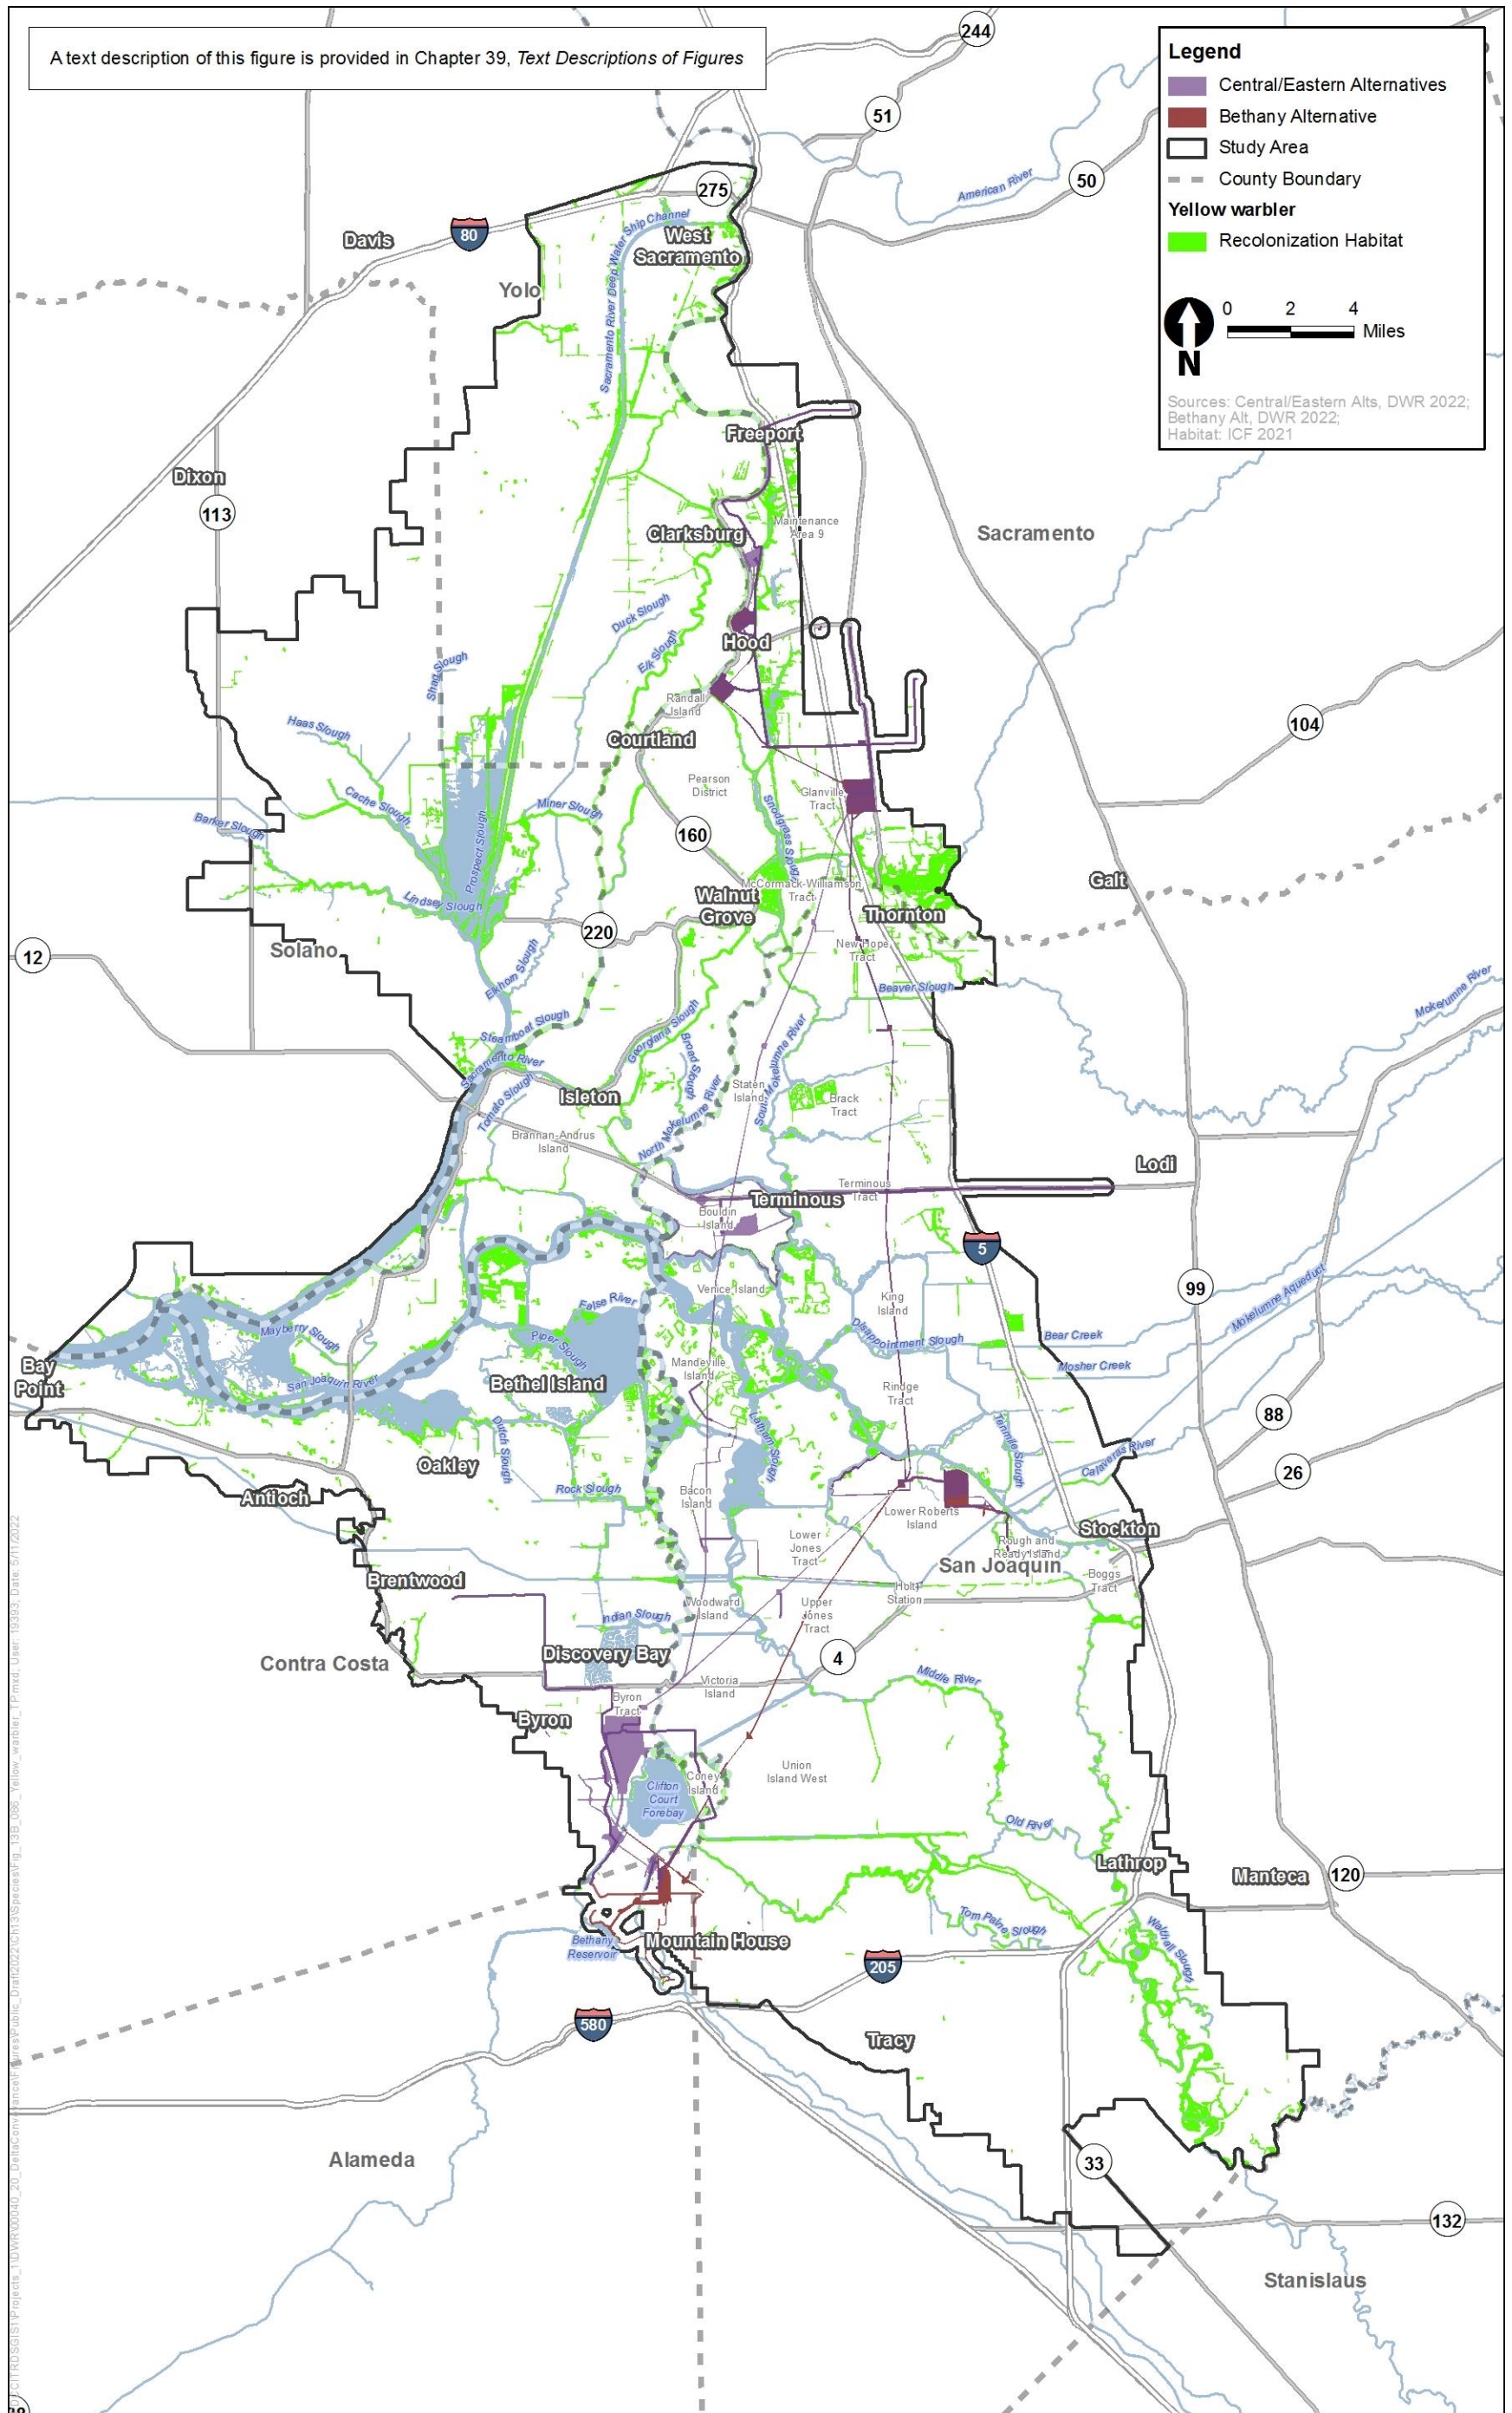 A text description of this figure is provided in Chapter 39, Text Descriptions of Figures
Legend
Central/Eastern Alternatives
Bethany Alternative
Study Area
County Boundary
Yellow warbler
Recolonization Habitat
0 2 4
Miles
N
Sources: Central/Eastern Alts, DWR 2022;
Bethany Alt, DWR 2022;
Habitat: ICF 2021
244
51
50
American River
275
80
Davis
West
Sacramento
Sacramento River Deep Water Ship Channel
Yolo
Freeport
Dixon
113
Clarksburg
Maintenance
Area 9
Sacramento
Duck Slough
Elk Slough
Hood
Shag Slough
Randall
Island
Haas Slough
Courtland
104
Pearson
District
Glanville
Tract
Cache Slough
Miner Slough
Snodgrass Slough
Barker Slough
160
Prospect Slough
Galt
McCormack-Williamson
Tract
Walnut
Grove
Lindsey Slough
Thornton
220
Solano
12
New Hope
Tract
Elkhorn Slough
Beaver Slough
Mokelumne River
Steamboat Slough
Georgiana Slough
Sacramento River
Broad Slough
South Mokelumne River
Tomato Slough
Isleton
Staten
Island
Brack
Tract
North Mokelumne River
Brannan-Andrus
Island
Lodi
Terminous
Terminous
Tract
Bouldin
Island
5
Venice Island
99
King
Island
Mokelumne Aqueduct
False River
Mayberry Slough
Piper Slough
Disappointment Slough
Bear Creek
Mosher Creek
Bay
Point
Mandeville
Island
San Joaquin River
Bethel Island
Rindge
Tract
88
Latham Slough
Dutch Slough
Tenmile Slough
Calaveras River
Oakley
26
Antioch
Rock Slough
Bacon
Island
Lower Roberts
Island
Stockton
Lower
Jones
Tract
Rough and
Ready Island
San Joaquin
Brentwood
Boggs
Tract
Holt
Station
Woodward
Island
Upper
Jones
Tract
Indian Slough
Discovery Bay
4
Contra Costa
Middle River
Victoria
Island
Byron
Tract
Byron
Union
Island West
Coney
Island
Clifton
Court
Forebay
Old River
Lathrop
Manteca
120
Tom Paine Slough
Walthall Slough
Bethany
Reservoir
Mountain House
205
580
Tracy
Alameda
33
132
Stanislaus